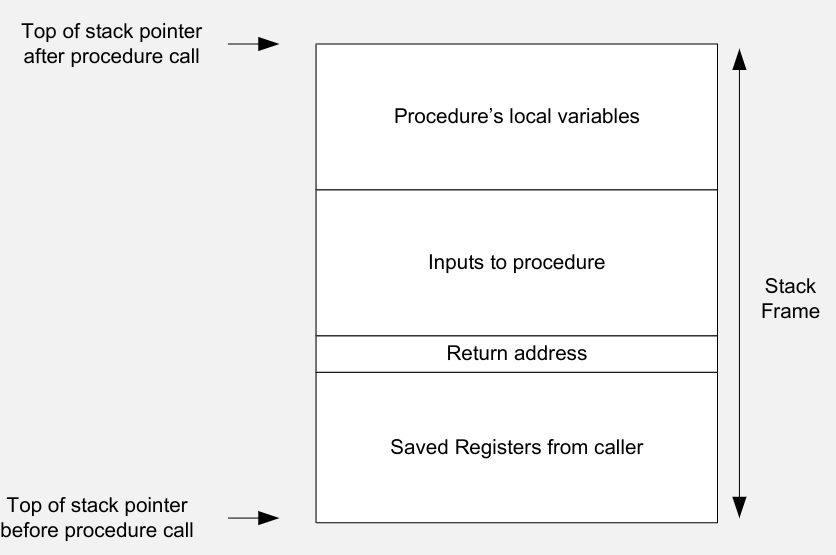 Top of stack pointer
after procedure call
Procedure’s local variables
Inputs to procedure
Stack
Frame
Return address
Saved Registers from caller
Top of stack pointer
before procedure call